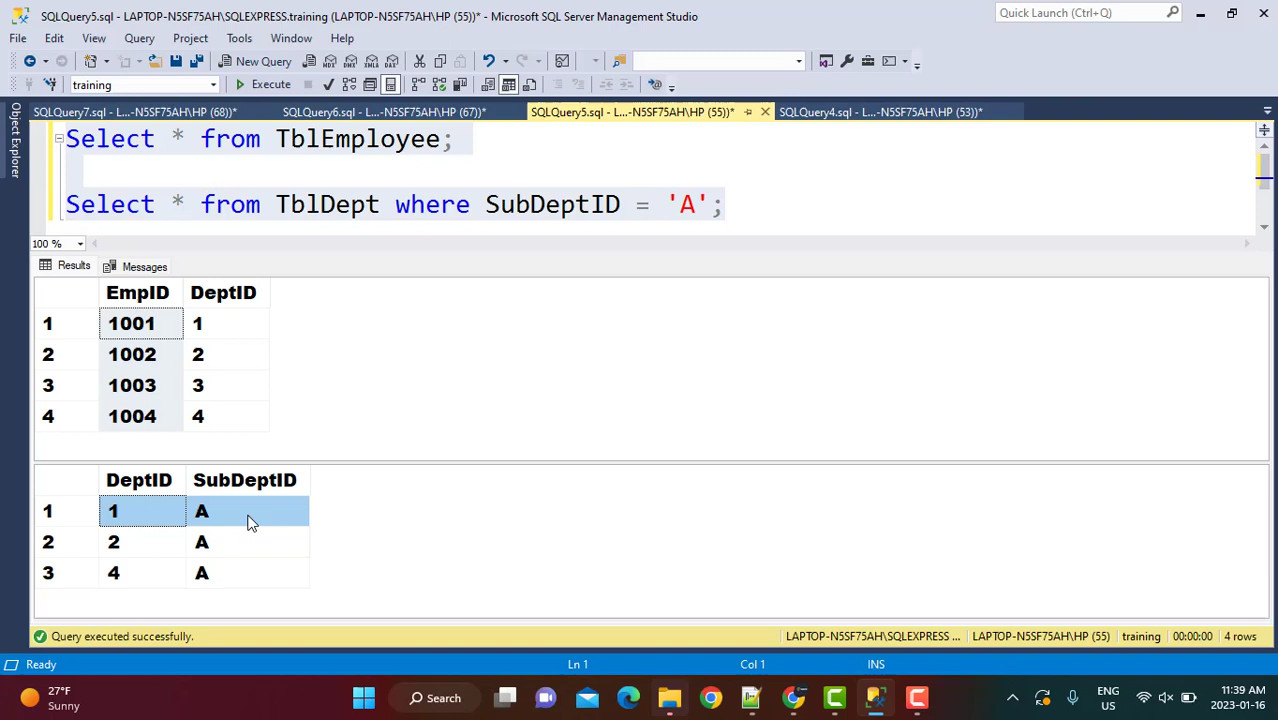 SQLQuery5.sql - LAPTOP-N5SF75AH\SQLEXPRESS.training (LAPTOP-N5SF75AH\HP (55))* - Microsoft SQL Server Management Studio
Quick Launch (Ctrl+Q)
File Edit View Query Project Tools Window Help
New Query
training
Execute
SQLQuery7.sql - L...-N5SF75AH\HP (68))*
SQLQuery6.sql - L...-N5SF75AH\HP (67))*
SQLQuery5.sql - L...-N5SF75AH\HP (55))*
SQLQuery4.sql - L...-N5SF75AH\HP (53))*
Object Explorer
Select * from TblEmployee;
Select * from TblDept where SubDeptID = 'A';
100 %
Results Messages
EmpID DeptID
1 1001 1
2 1002 2
3 1003 3
4 1004 4
DeptID SubDeptID
1 1 A
2 2 A
3 4 A
Query executed successfully.
LAPTOP-N5SF75AH\SQLEXPRESS ... LAPTOP-N5SF75AH\HP (55) training 00:00:00 4 rows
Ready Ln 1 Col 1 INS
27°F
Sunny
Search
ENG
US
11:39 AM
2023-01-16